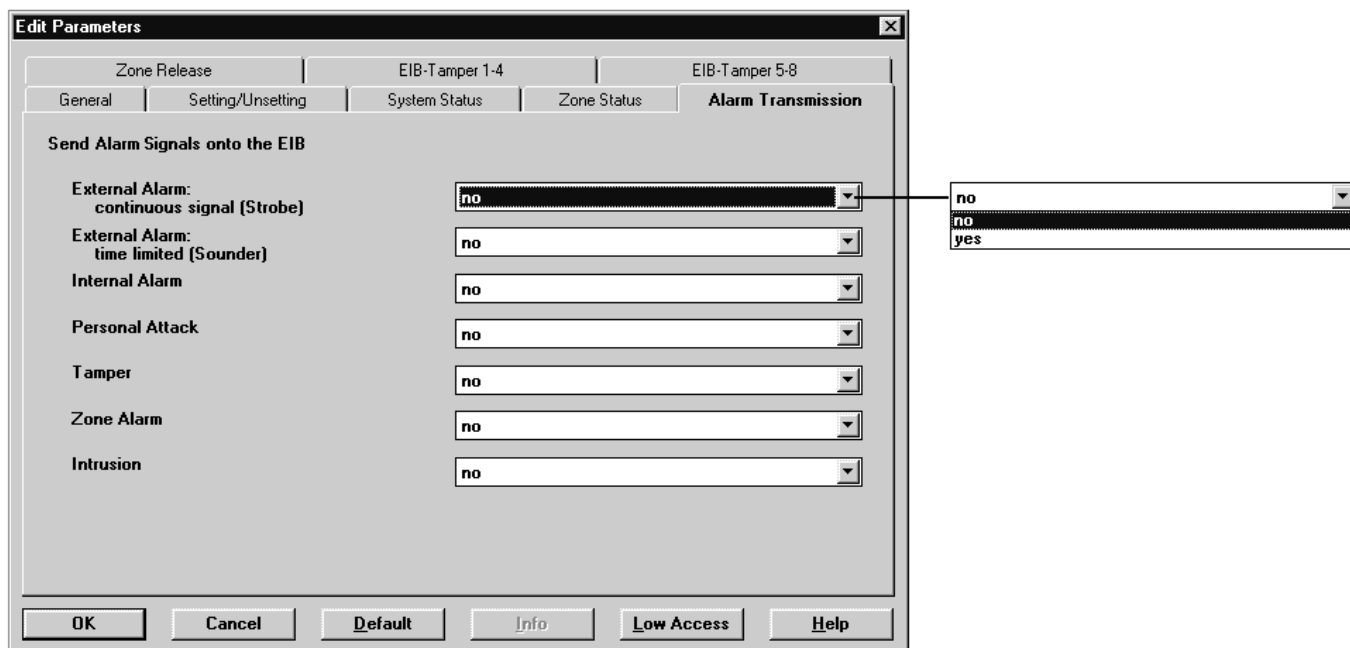 Edit Parameters
Zone Release EIB-Tamper 1-4 EIB-Tamper 5-8
General Setting/Unsetting System Status Zone Status Alarm Transmission
Send Alarm Signals onto the EIB
External Alarm:
continuous signal (Strobe) no no
no
yes
External Alarm:
time limited (Sounder) no
Internal Alarm no
Personal Attack no
Tamper no
Zone Alarm no
Intrusion no
OK Cancel Default Info Low Access Help